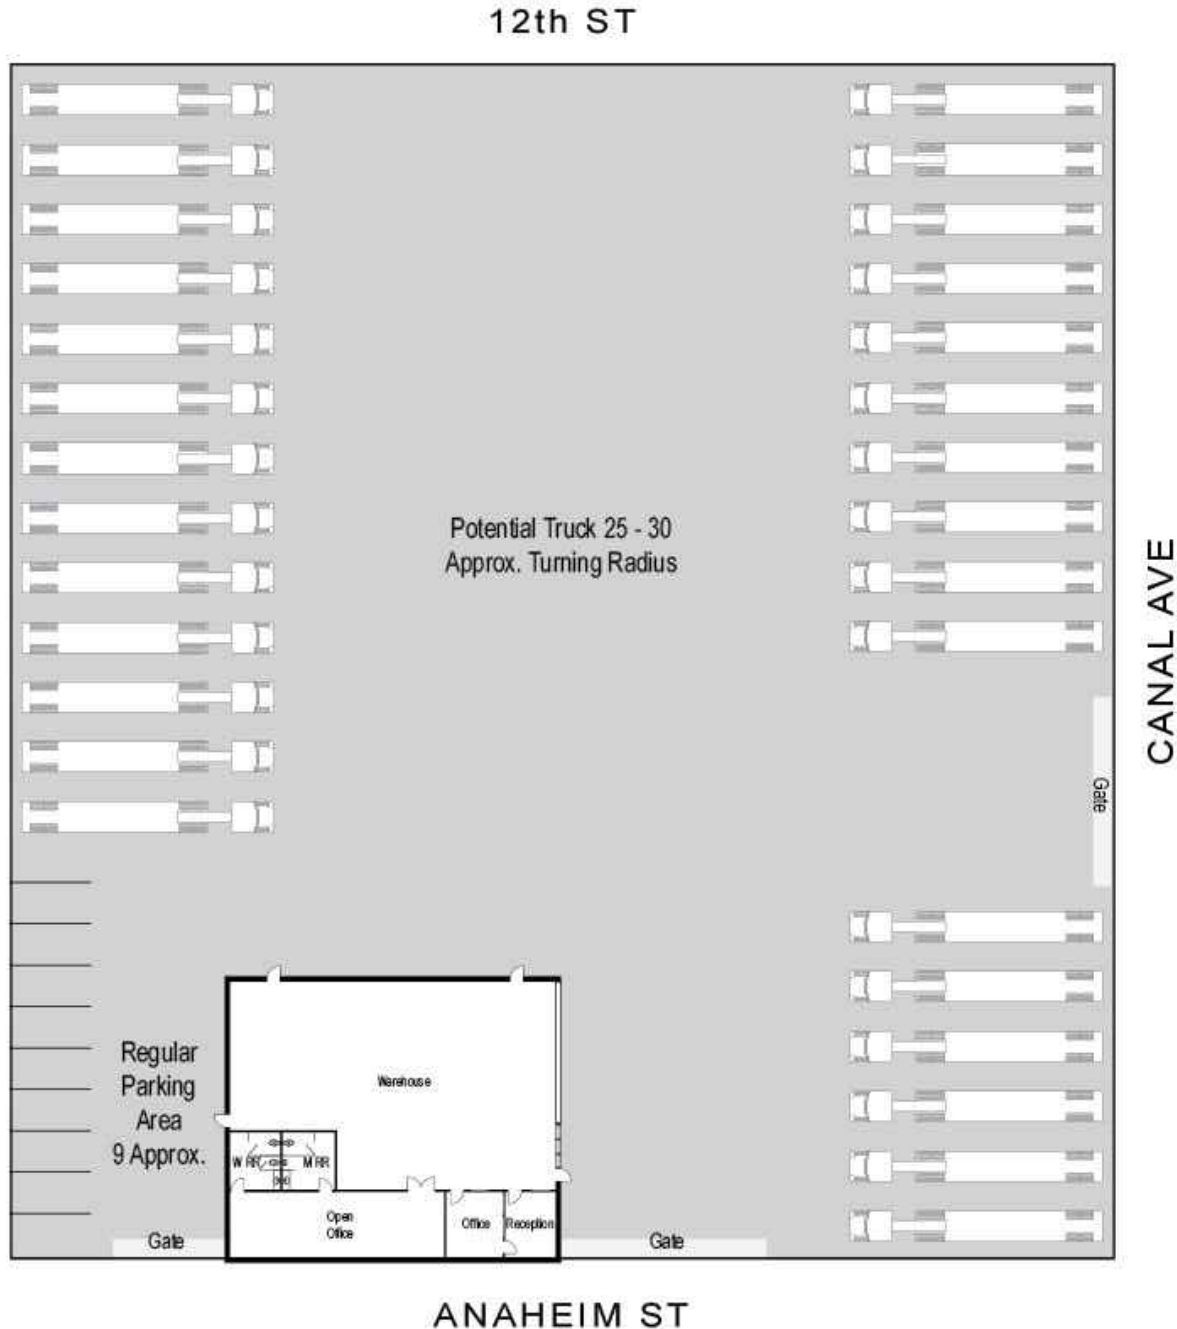 12th ST
Potential Truck 25 - 30
Approx. Turning Radius
CANAL AVE
Gate
Regular
Parking
Area
9 Approx.
Warehouse
W RR
M RR
Open
Office
Office
Reception
Gate
Gate
ANAHEIM ST